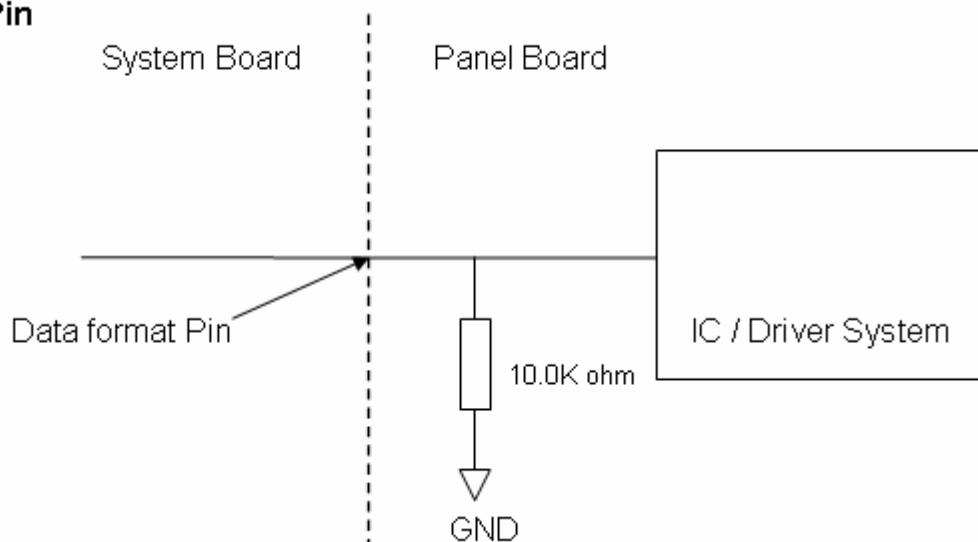 Pin
System Board
Panel Board
Data format Pin
IC / Driver System
10.0K ohm
GND